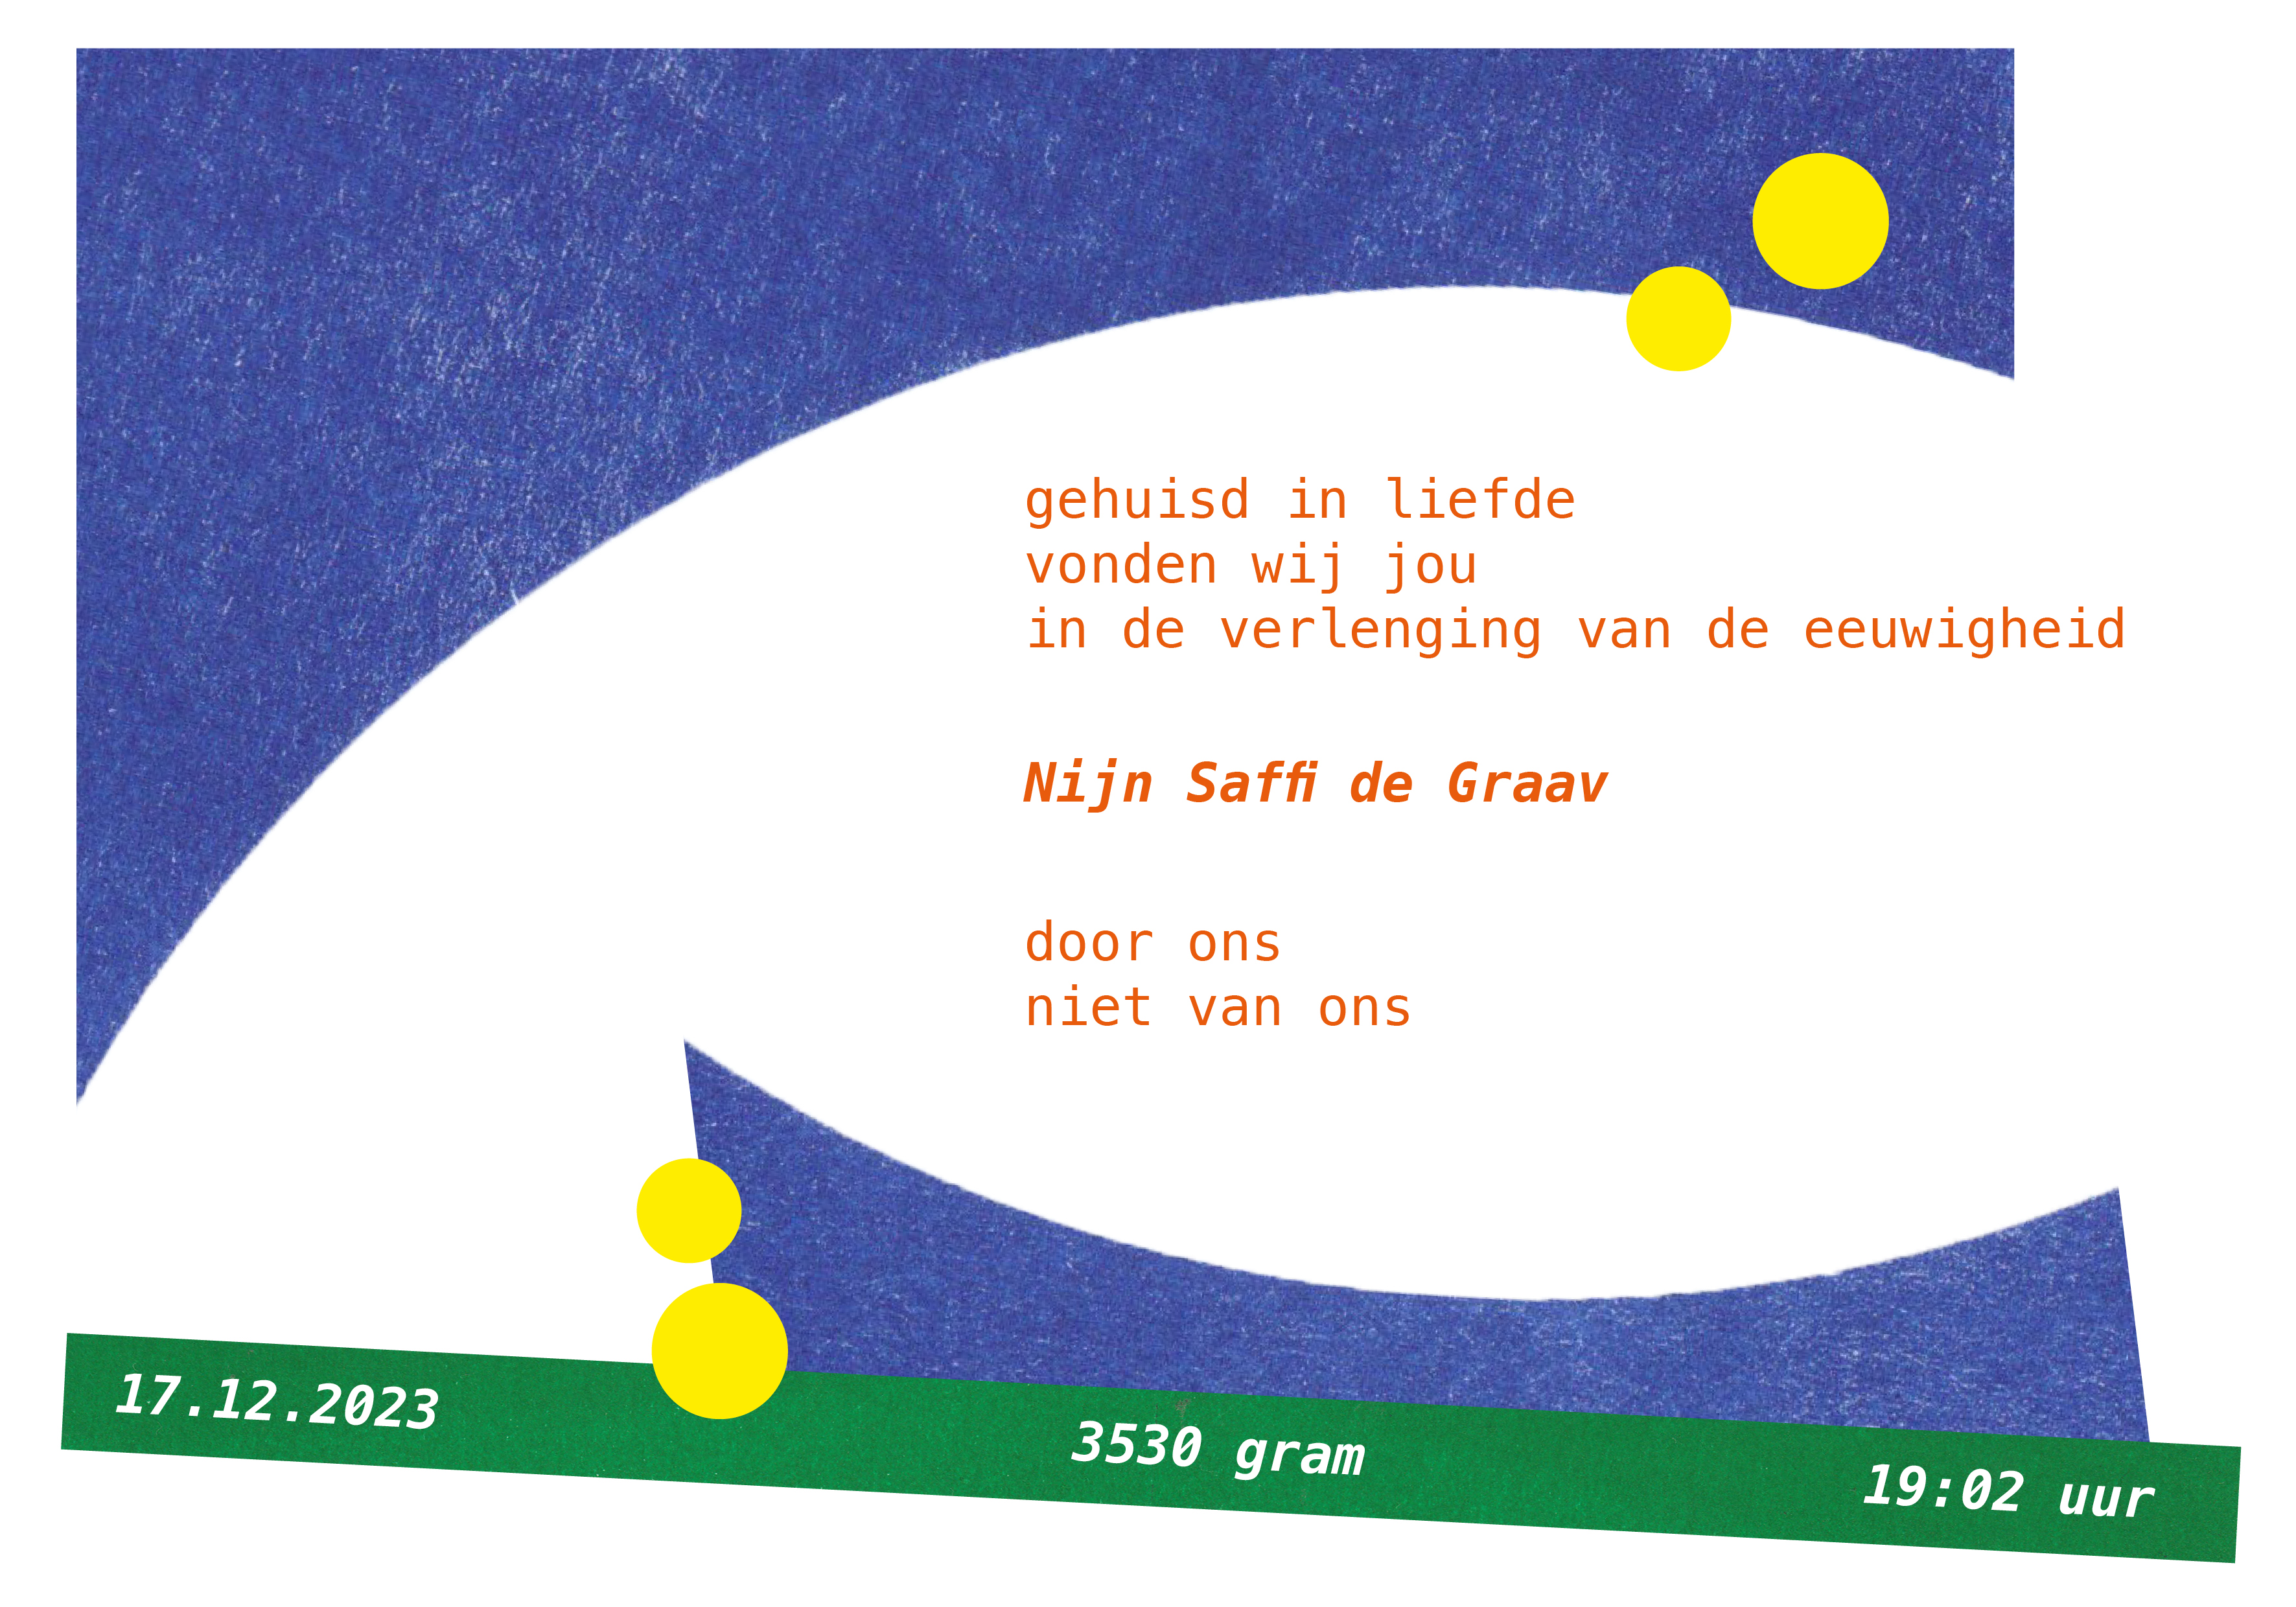 gehuisd in liefde
vonden wij jou
in de verlenging van de eeuwigheid
Nijn Saffi de Graav
door ons
niet van ons
17.12.2023
3530 gram
19:02 uur